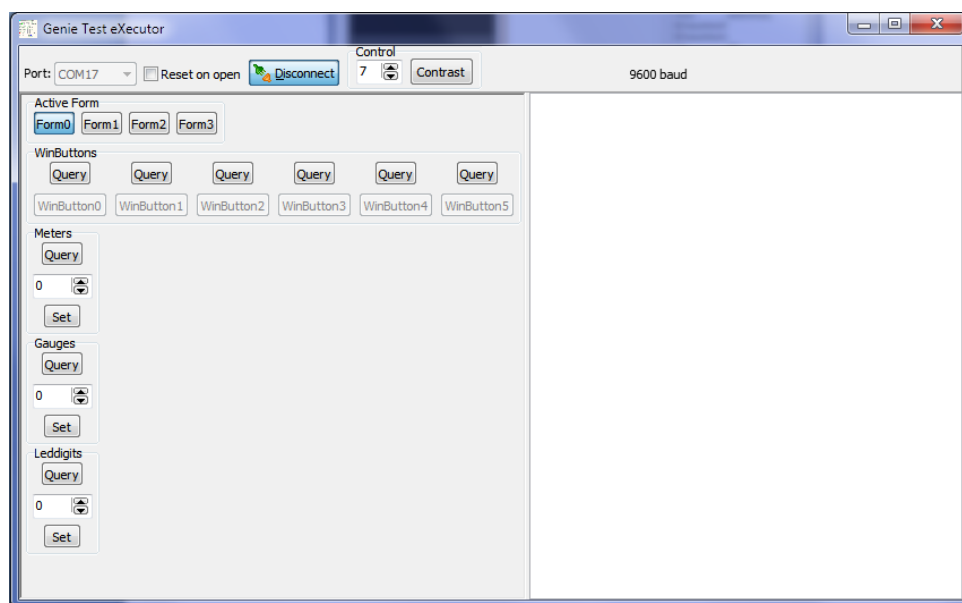 Genie Test eXecutor
Control
Port: COM17 Reset on open Disconnect 7 Contrast 9600 baud
Active Form
Form0 Form1 Form2 Form3
WinButtons
Query Query Query Query Query Query
WinButton0 WinButton1 WinButton2 WinButton3 WinButton4 WinButton5
Meters
Query
0
Set
Gauges
Query
0
Set
Leddigits
Query
0
Set